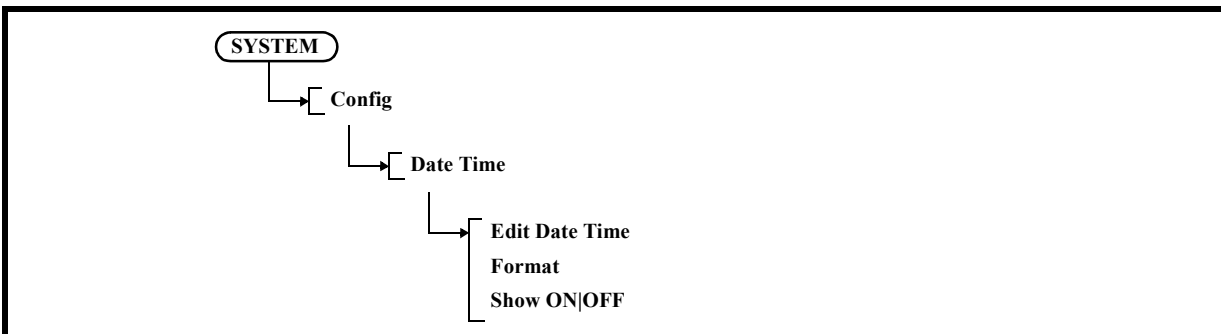 SYSTEM
Config
Date Time
Edit Date Time
Format
Show ON|OFF